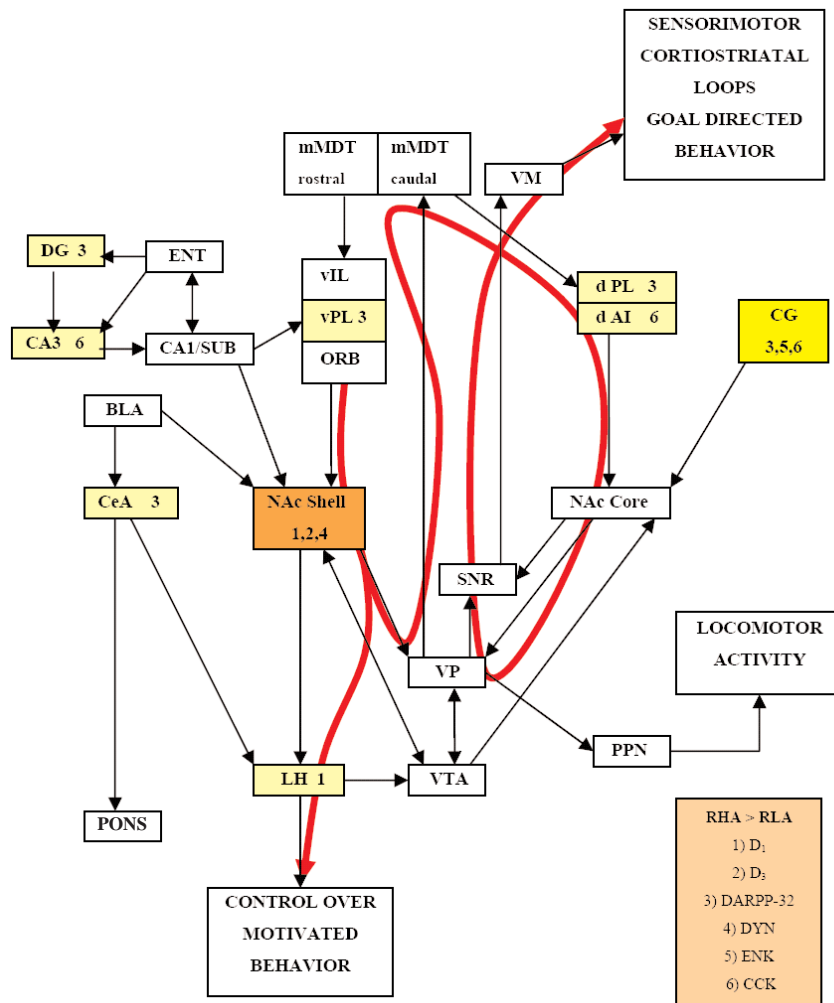 SENSORIMOTOR
CORTIOSTRIATAL
LOOPS
GOAL DIRECTED
BEHAVIOR
mMDT
rostral
mMDT
caudal
VM
DG 3
ENT
vIL
vPL 3
ORB
d PL 3
d AI 6
CG
3,5,6
CA3 6
CA1/SUB
BLA
CeA 3
NAc Shell
1,2,4
NAc Core
SNR
LOCOMOTOR
ACTIVITY
VP
PPN
LH 1
VTA
PONS
CONTROL OVER
MOTIVATED
BEHAVIOR
RHA > RLA
1) D₁
2) D₃
3) DARPP-32
4) DYN
5) ENK
6) CCK